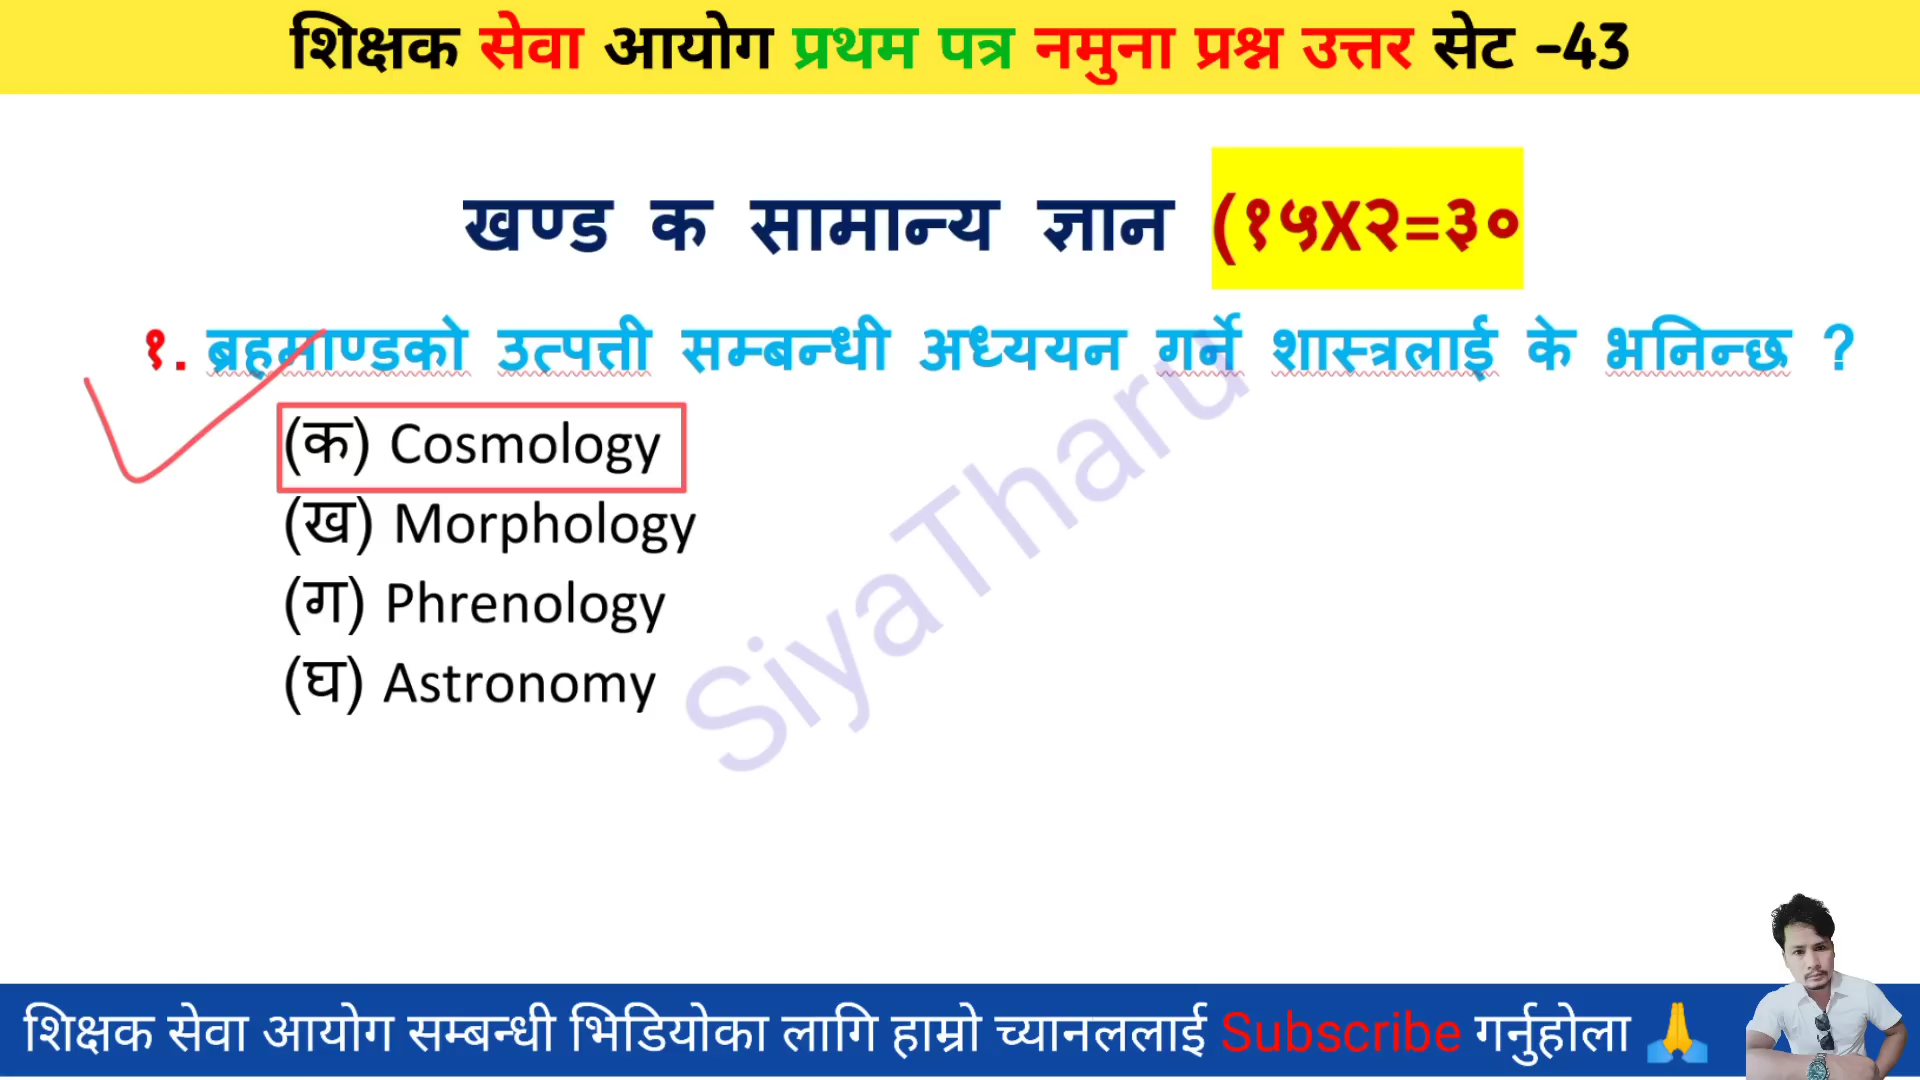 शिक्षक सेवा आयोग प्रथम पत्र नमुना प्रश्न उत्तर सेट -43
खण्ड क सामान्य ज्ञान (१५X२=३०
१. ब्रहमाण्डको उत्पत्ती सम्बन्धी अध्ययन गर्ने शास्त्रलाई के भनिन्छ ?
(क) Cosmology
(ख) Morphology
(ग) Phrenology
(घ) Astronomy
SiyaTharu
शिक्षक सेवा आयोग सम्बन्धी भिडियोका लागि हाम्रो च्यानललाई Subscribe गर्नुहोला 🙏